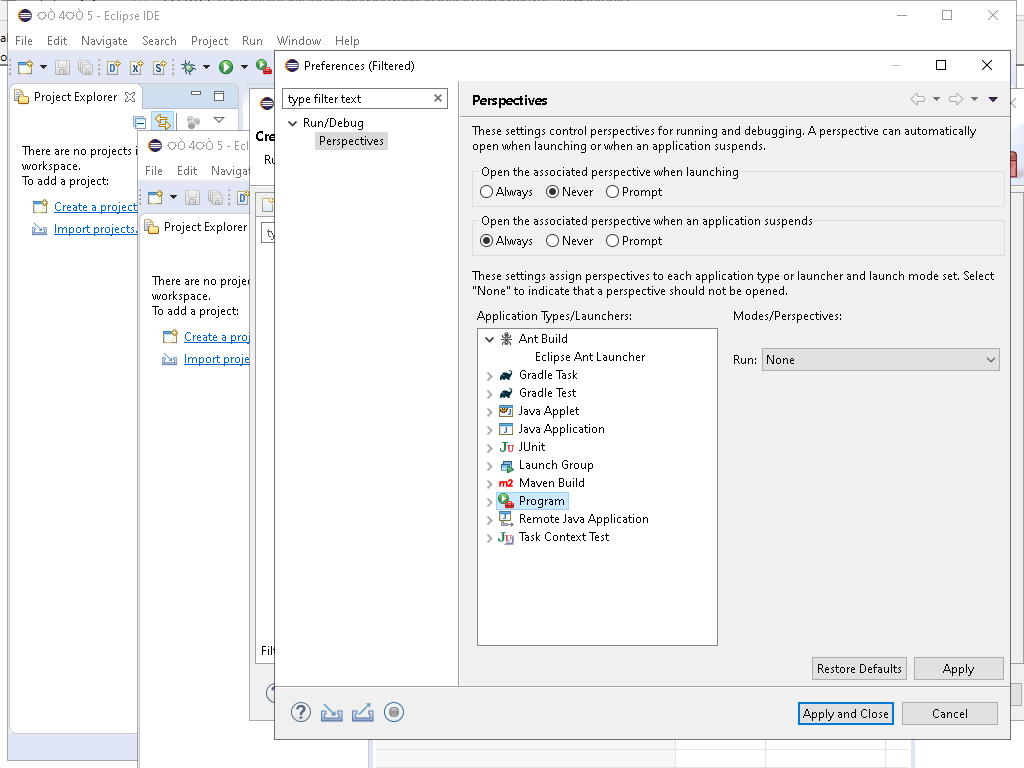 ಠÒ 4ಠÒ 5 - Eclipse IDE
File Edit Navigate Search Project Run Window Help
Project Explorer
There are no projects i
workspace.
To add a project:
Create a project
Import projects.
4 5 - Ecl
File Edit Navigat
Project Explorer
There are no projec
workspace.
To add a project:
Create a proj
Import proje
Cre
Ru
ty
Filt
Preferences (Filtered)
type filter text
Run/Debug
Perspectives
Perspectives
These settings control perspectives for running and debugging. A perspective can automatically
open when launching or when an application suspends.
Open the associated perspective when launching
Always Never Prompt
Open the associated perspective when an application suspends
Always Never Prompt
These settings assign perspectives to each application type or launcher and launch mode set. Select
"None" to indicate that a perspective should not be opened.
Application Types/Launchers:
Modes/Perspectives:
Ant Build
Eclipse Ant Launcher
Gradle Task
Gradle Test
Java Applet
Java Application
JUnit
Launch Group
Maven Build
Program
Remote Java Application
Task Context Test
Run: None
Restore Defaults Apply
Apply and Close Cancel